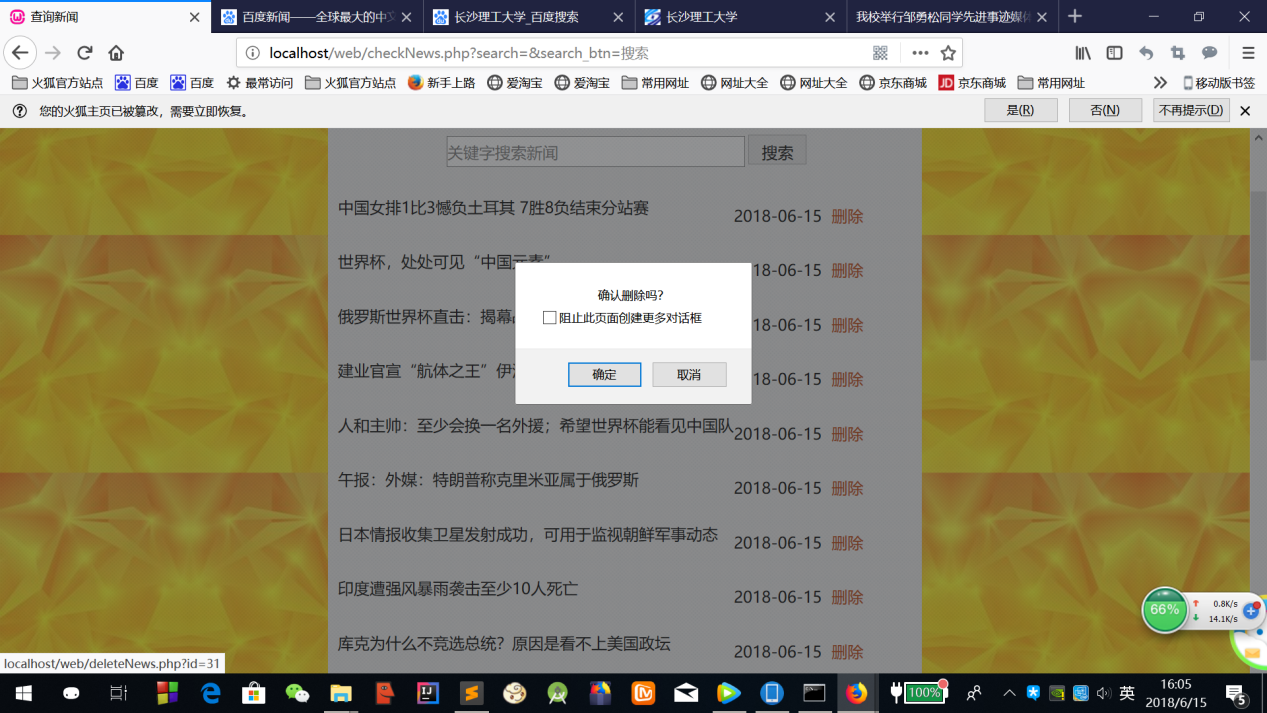 查询新闻
百度新闻——全球最大的中文
长沙理工大学_百度搜索
长沙理工大学
我校举行邹勇松同学先进事迹媒体
localhost/web/checkNews.php?search=&search_btn=搜索
火狐官方站点 百度 百度 最常访问 火狐官方站点 新手上路 爱淘宝 爱淘宝 常用网址 网址大全 网址大全 京东商城 JD 京东商城 常用网址 移动版书签
您的火狐主页已被篡改，需要立即恢复。 是(R) 否(N) 不再提示(D)
关键字搜索新闻 搜索
中国女排1比3憾负土耳其 7胜8负结束分站赛 2018-06-15 删除
世界杯，处处可见“中国元素” 18-06-15 删除
俄罗斯世界杯直击：揭幕 18-06-15 删除
建业官宣“航体之王”伊 18-06-15 删除
人和主帅：至少会换一名外援；希望世界杯能看见中国队 2018-06-15 删除
午报：外媒：特朗普称克里米亚属于俄罗斯 2018-06-15 删除
日本情报收集卫星发射成功，可用于监视朝鲜军事动态 2018-06-15 删除
印度遭强风暴雨袭击至少10人死亡 2018-06-15 删除
库克为什么不竞选总统？原因是看不上美国政坛 2018-06-15 删除
确认删除吗?
阻止此页面创建更多对话框
确定 取消
66% 0.8K/s
14.1K/s
localhost/web/deleteNews.php?id=31
IJ
100%
英
16:05
2018/6/15
5